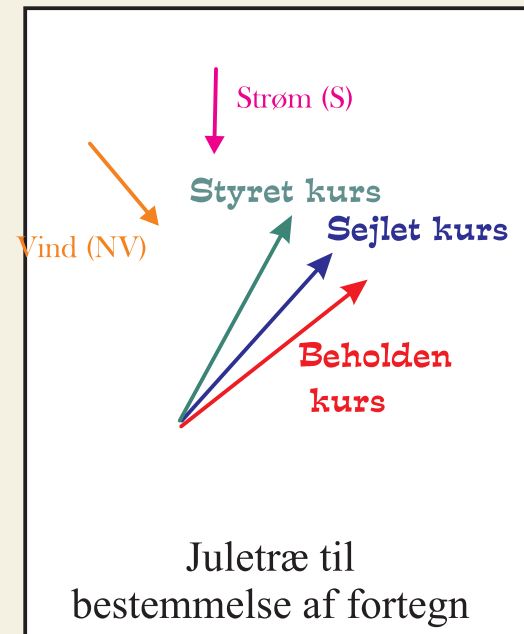 Strøm (S)
Styret kurs
Sejlet kurs
Vind (NV)
Beholden
kurs
Juletræ til
bestemmelse af fortegn